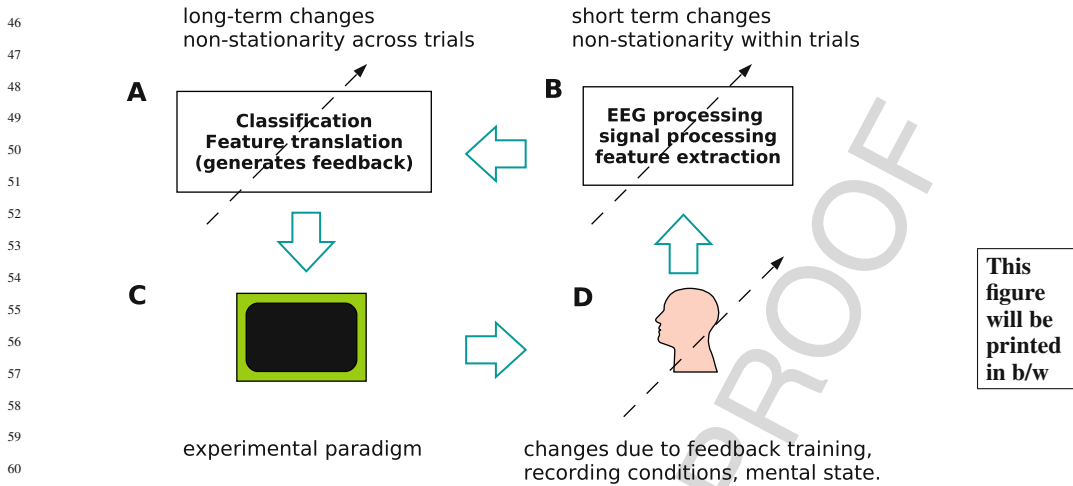 46
47
48
49
50
51
52
53
54
55
56
57
58
59
60
long-term changes
non-stationarity across trials
short term changes
non-stationarity within trials
A
Classification
Feature translation
(generates feedback)
B
EEG processing
signal processing
feature extraction
C
D
experimental paradigm
changes due to feedback training,
recording conditions, mental state.
This
figure
will be
printed
in b/w
PROOF